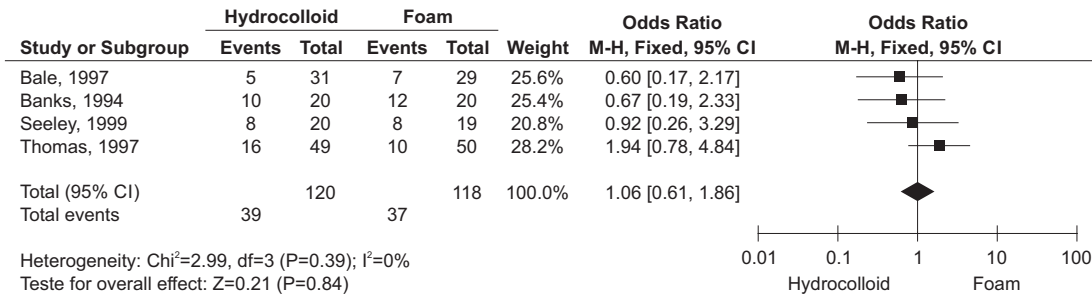 Hydrocolloid Foam Odds Ratio Odds Ratio
Study or Subgroup Events Total Events Total Weight M-H, Fixed, 95% CI M-H, Fixed, 95% CI
Bale, 1997 5 31 7 29 25.6% 0.60 [0.17, 2.17]
Banks, 1994 10 20 12 20 25.4% 0.67 [0.19, 2.33]
Seeley, 1999 8 20 8 19 20.8% 0.92 [0.26, 3.29]
Thomas, 1997 16 49 10 50 28.2% 1.94 [0.78, 4.84]
Total (95% CI) 120 118 100.0% 1.06 [0.61, 1.86]
Total events 39 37
Heterogeneity: Chi²=2.99, df=3 (P=0.39); I²=0%
Teste for overall effect: Z=0.21 (P=0.84)
0.01 0.1 1 10 100
Hydrocolloid Foam